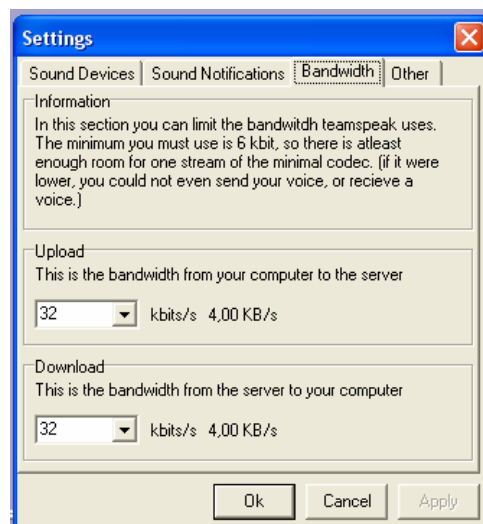 Settings
Sound Devices Sound Notifications Bandwidth Other
Information
In this section you can limit the bandwitdh teamspeak uses.
The minimum you must use is 6 kbit, so there is atleast
enough room for one stream of the minimal codec. (if it were
lower, you could not even send your voice, or recieve a
voice.)
Upload
This is the bandwidth from your computer to the server
32 kbits/s 4,00 KB/s
Download
This is the bandwidth from the server to your computer
32 kbits/s 4,00 KB/s
Ok Cancel Apply